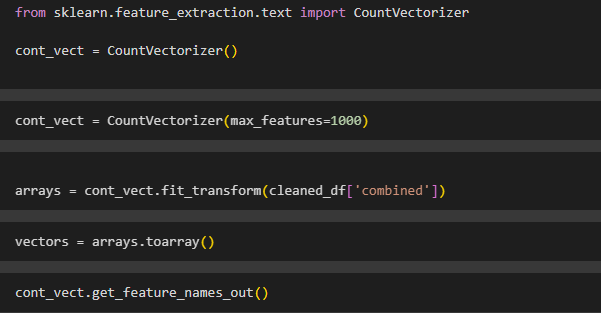 from sklearn.feature_extraction.text import CountVectorizer
cont_vect = CountVectorizer()
cont_vect = CountVectorizer(max_features=1000)
arrays = cont_vect.fit_transform(cleaned_df['combined'])
vectors = arrays.toarray()
cont_vect.get_feature_names_out()